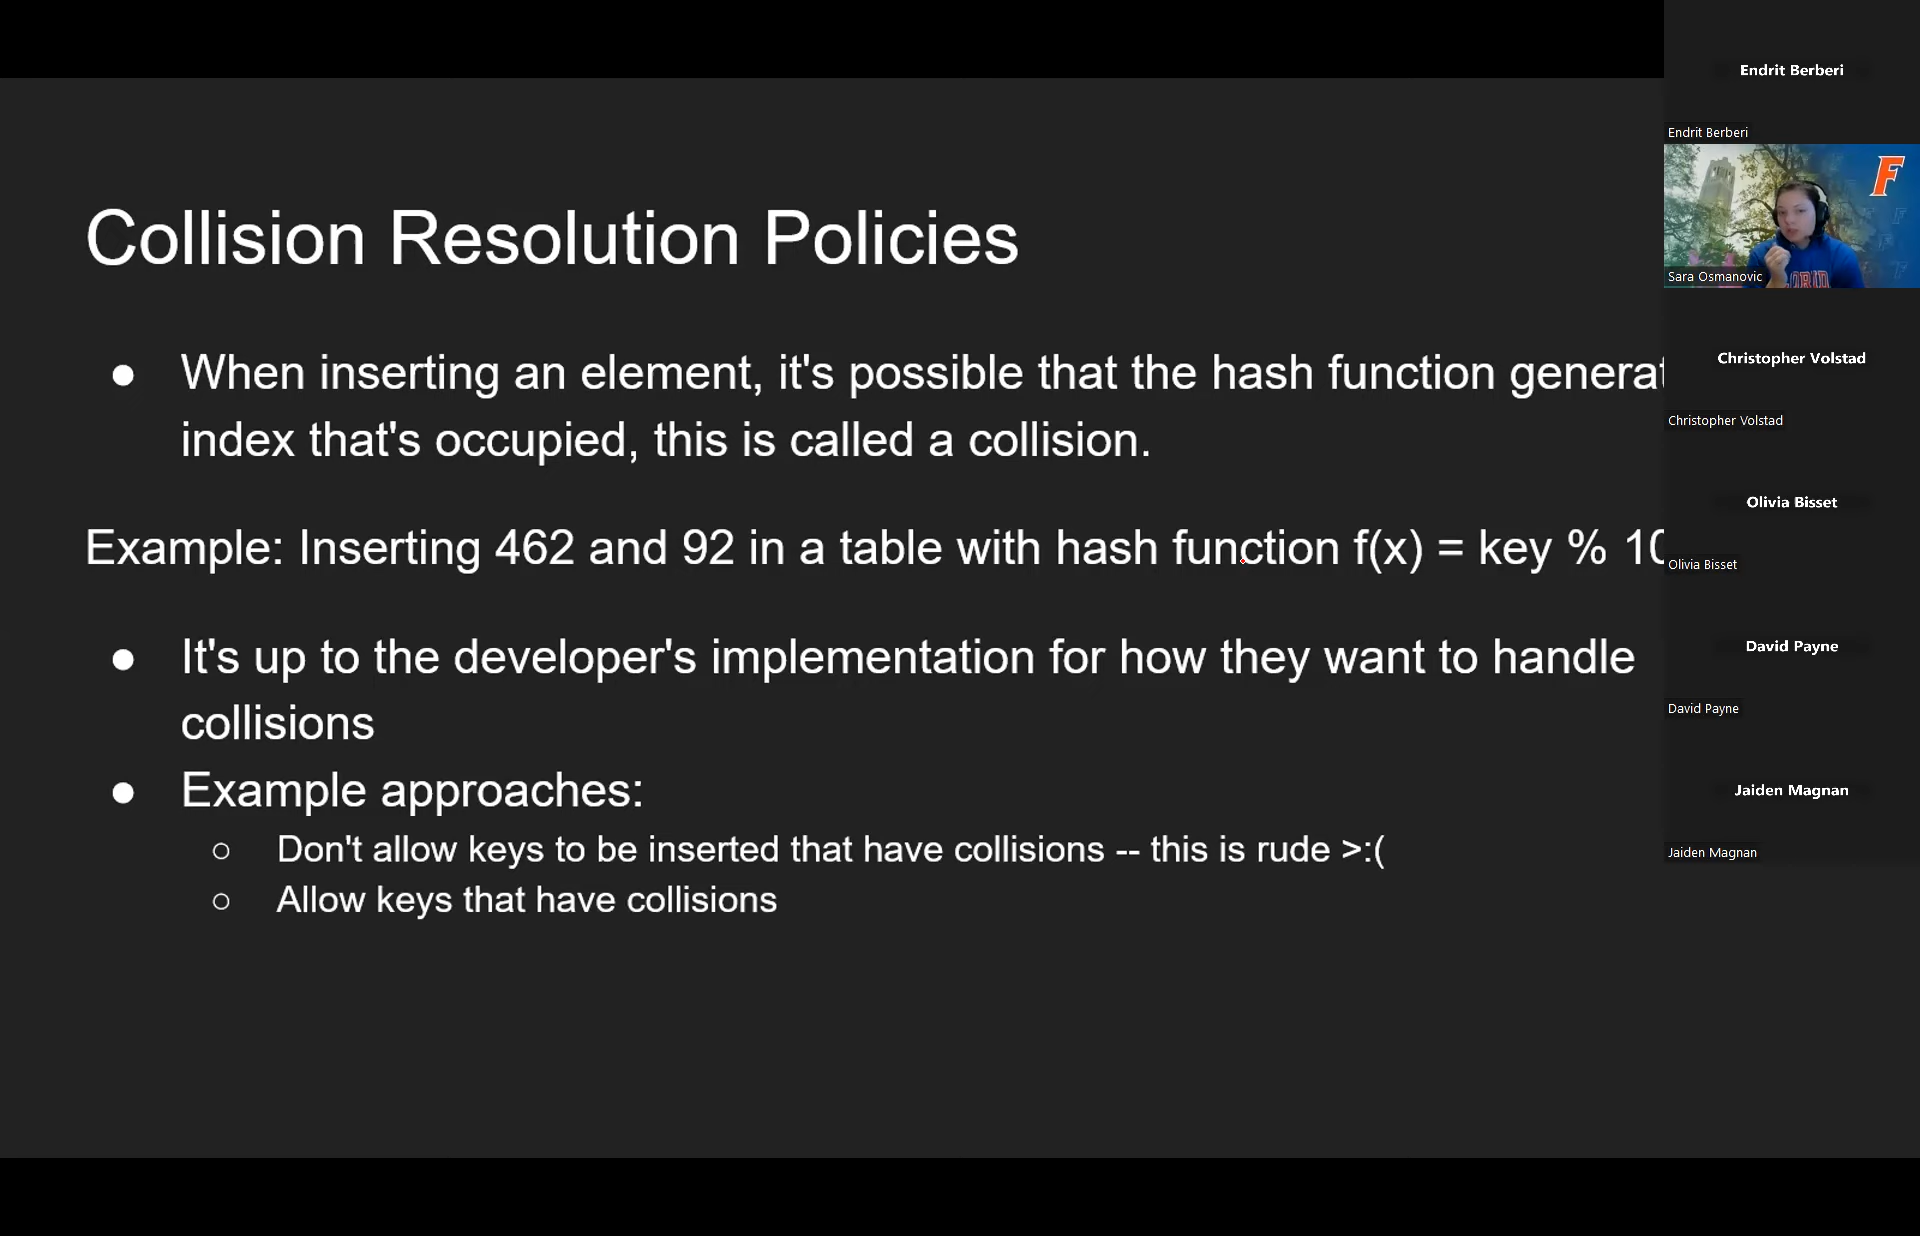 Collision Resolution Policies
● When inserting an element, it's possible that the hash function generat
index that's occupied, this is called a collision.
Example: Inserting 462 and 92 in a table with hash function f(x) = key % 10
● It's up to the developer's implementation for how they want to handle
collisions
● Example approaches:
○ Don't allow keys to be inserted that have collisions -- this is rude >:(
○ Allow keys that have collisions
Endrit Berberi
Endrit Berberi
F
Sara Osmanovic
Christopher Volstad
Christopher Volstad
Olivia Bisset
Olivia Bisset
David Payne
David Payne
Jaiden Magnan
Jaiden Magnan